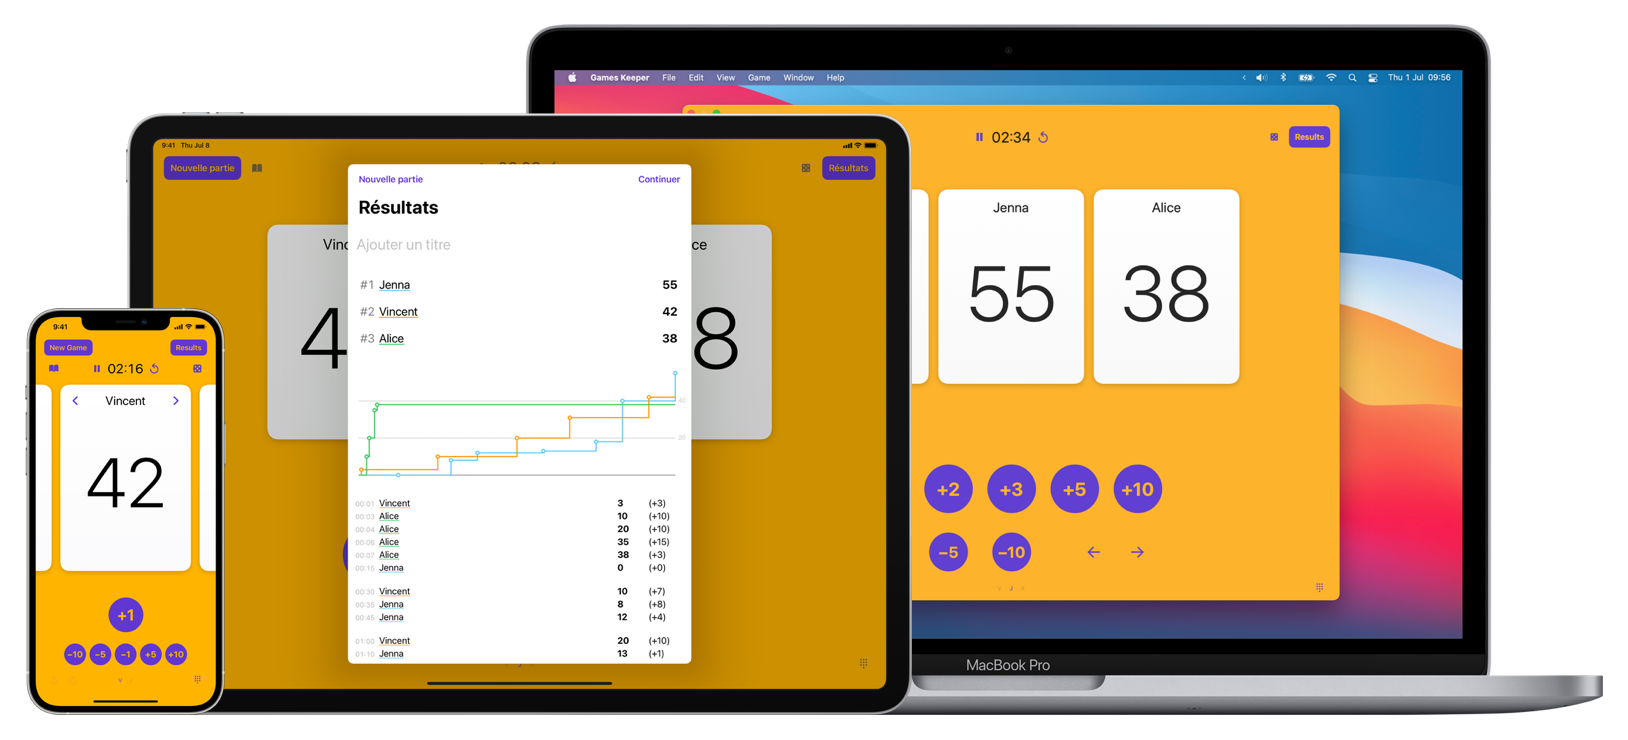 Games Keeper File Edit View Game Window Help
Thu 1 Jul 09:56
02:34
Results
Jenna
55
Alice
38
+2 +3 +5 +10
−5 −10 ← →
V J A
MacBook Pro
9:41 Thu Jul 8
Nouvelle partie
Résultats
Nouvelle partie
Continuer
Résultats
Ajouter un titre
#1 Jenna 55
#2 Vincent 42
#3 Alice 38
40
20
00:01 Vincent 3 (+3)
00:03 Alice 10 (+10)
00:04 Alice 20 (+10)
00:06 Alice 35 (+15)
00:07 Alice 38 (+3)
00:15 Jenna 0 (+0)
00:30 Vincent 10 (+7)
00:35 Jenna 8 (+8)
00:45 Jenna 12 (+4)
01:00 Vincent 20 (+10)
01:10 Jenna 13 (+1)
Vinc
4
ce
8
9:41
New Game
Results
02:16
Vincent
42
+1
−10 −5 −1 +5 +10
V